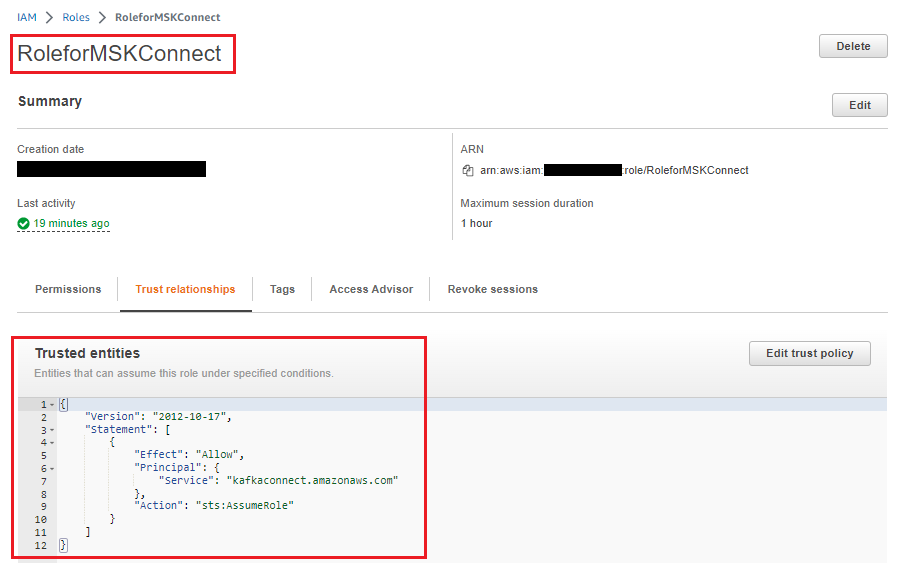 IAM > Roles > RoleforMSKConnect
RoleforMSKConnect
Delete
Summary
Edit
Creation date
ARN
arn:aws:iam: :role/RoleforMSKConnect
Last activity
19 minutes ago
Maximum session duration
1 hour
Permissions
Trust relationships
Tags
Access Advisor
Revoke sessions
Trusted entities
Entities that can assume this role under specified conditions.
Edit trust policy
1 {
2     "Version": "2012-10-17",
3     "Statement": [
4         {
5             "Effect": "Allow",
6             "Principal": {
7                 "Service": "kafkaconnect.amazonaws.com"
8             },
9             "Action": "sts:AssumeRole"
10         }
11     ]
12 }